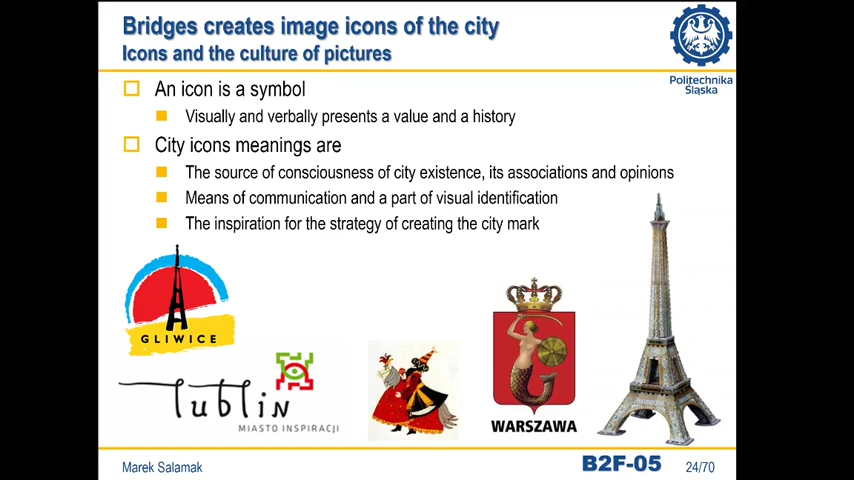 Bridges creates image icons of the city
Icons and the culture of pictures
Politechnika
Śląska
An icon is a symbol
Visually and verbally presents a value and a history
City icons meanings are
The source of consciousness of city existence, its associations and opinions
Means of communication and a part of visual identification
The inspiration for the strategy of creating the city mark
GLIWICE
lublin
MIASTO INSPIRACJI
WARSZAWA
Marek Salamak
B2F-05
24/70